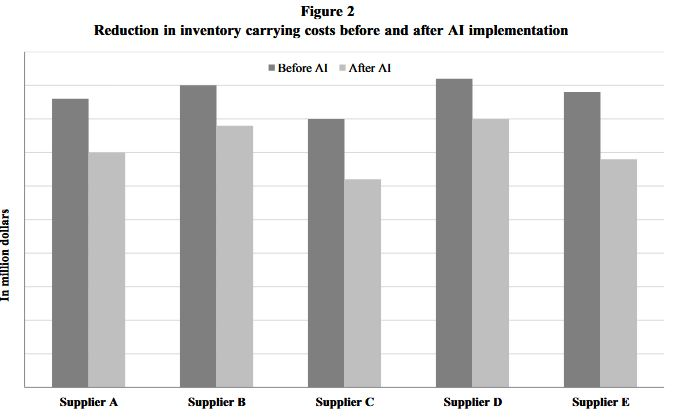 Figure 2
Reduction in inventory carrying costs before and after AI implementation
Before AI After AI
In million dollars
Supplier A Supplier B Supplier C Supplier D Supplier E